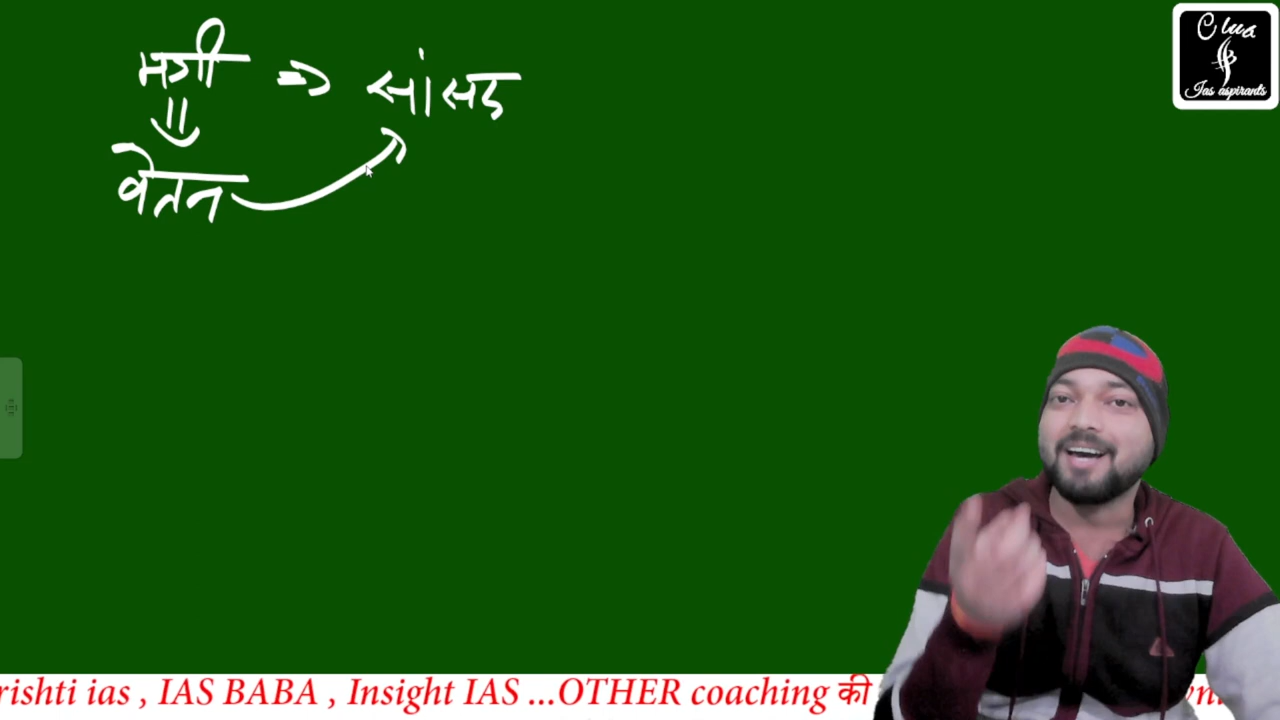 मंत्री => सांसद
वेतन
Clue
Ias aspirants
rishti ias , IAS BABA , Insight IAS ...OTHER coaching की